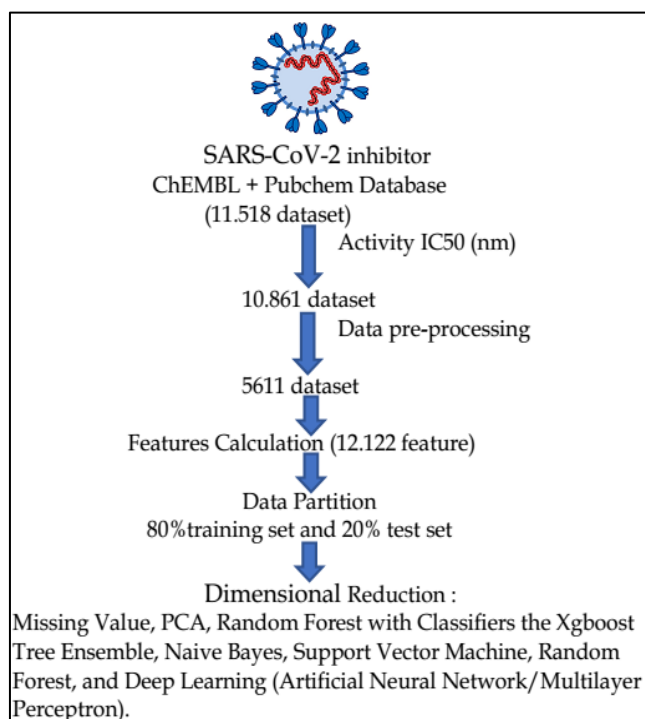 SARS-CoV-2 inhibitor
ChEMBL + Pubchem Database
(11.518 dataset)
Activity IC50 (nm)
10.861 dataset
Data pre-processing
5611 dataset
Features Calculation (12.122 feature)
Data Partition
80%training set and 20% test set
Dimensional Reduction :
Missing Value, PCA, Random Forest with Classifiers the Xgboost
Tree Ensemble, Naive Bayes, Support Vector Machine, Random
Forest, and Deep Learning (Artificial Neural Network/Multilayer
Perceptron).